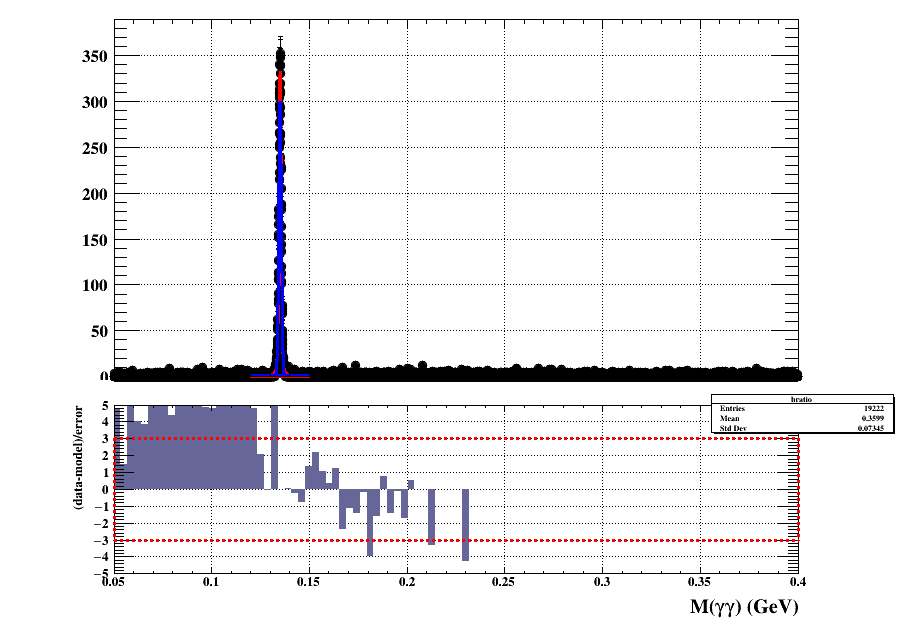 350
300
250
200
150
100
50
0
hratio
Entries 19222
Mean 0.3599
Std Dev 0.07345
(data-model)/error
5
4
3
2
1
0
−1
−2
−3
−4
−5
0.05 0.1 0.15 0.2 0.25 0.3 0.35 0.4
M(γγ) (GeV)